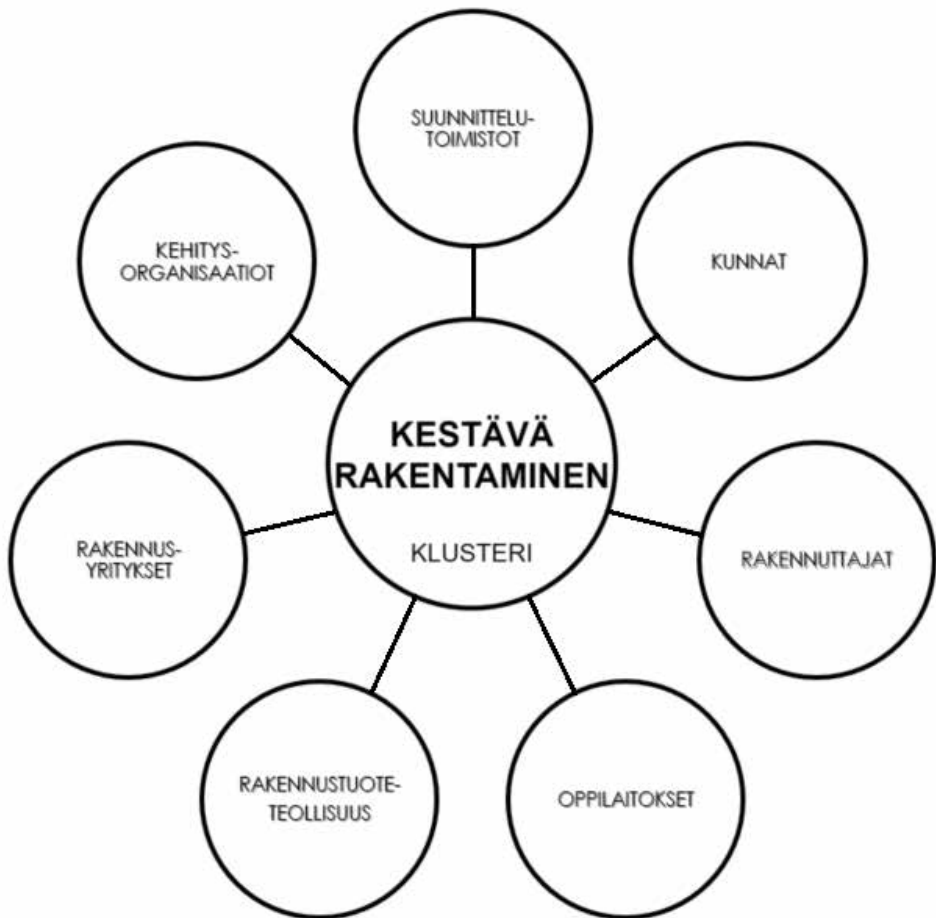 SUUNNITTELU-
TOIMISTOT
KEHITYS-
ORGANISAATIOT
KUNNAT
KESTÄVÄ
RAKENTAMINEN
KLUSTERI
RAKENNUS-
YRITYKSET
RAKENNUTTAJAT
RAKENNUSTUOTE-
TEOLLISUUS
OPPILAITOKSET